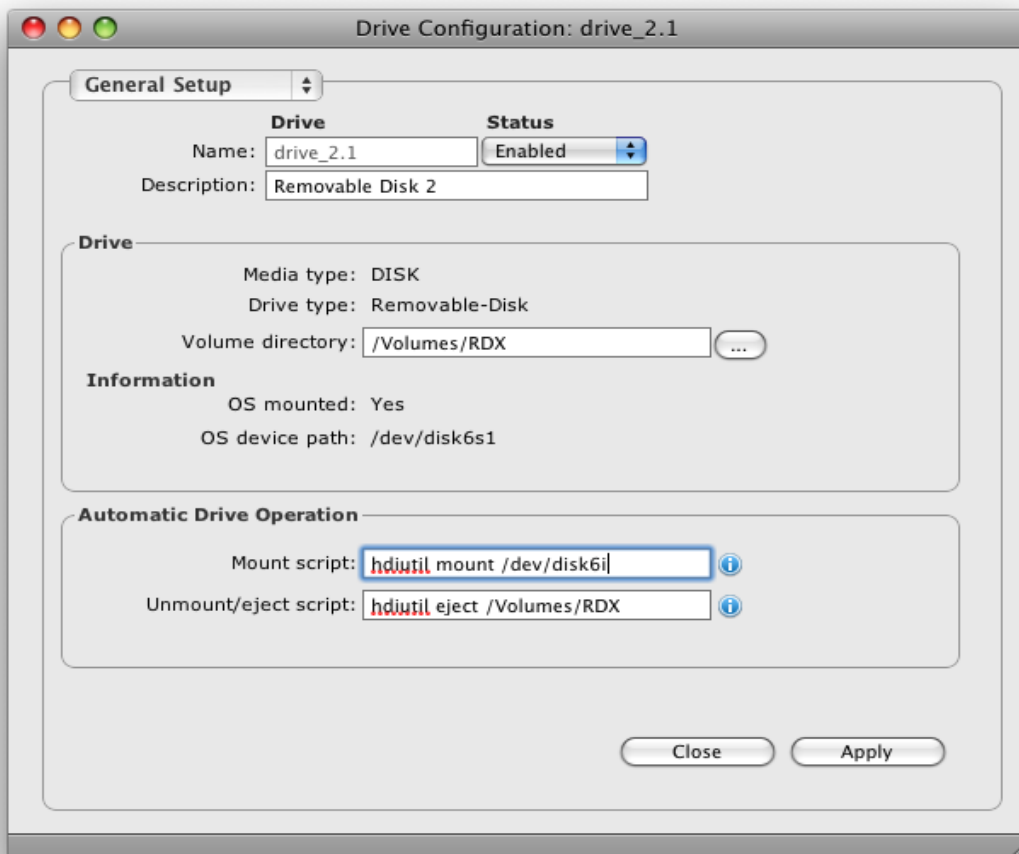 Drive Configuration: drive_2.1
General Setup
Drive Status
Name: drive_2.1 Enabled
Description: Removable Disk 2
Drive
Media type: DISK
Drive type: Removable-Disk
Volume directory: /Volumes/RDX ...
Information
OS mounted: Yes
OS device path: /dev/disk6s1
Automatic Drive Operation
Mount script: hdiutil mount /dev/disk6i
Unmount/eject script: hdiutil eject /Volumes/RDX
Close Apply